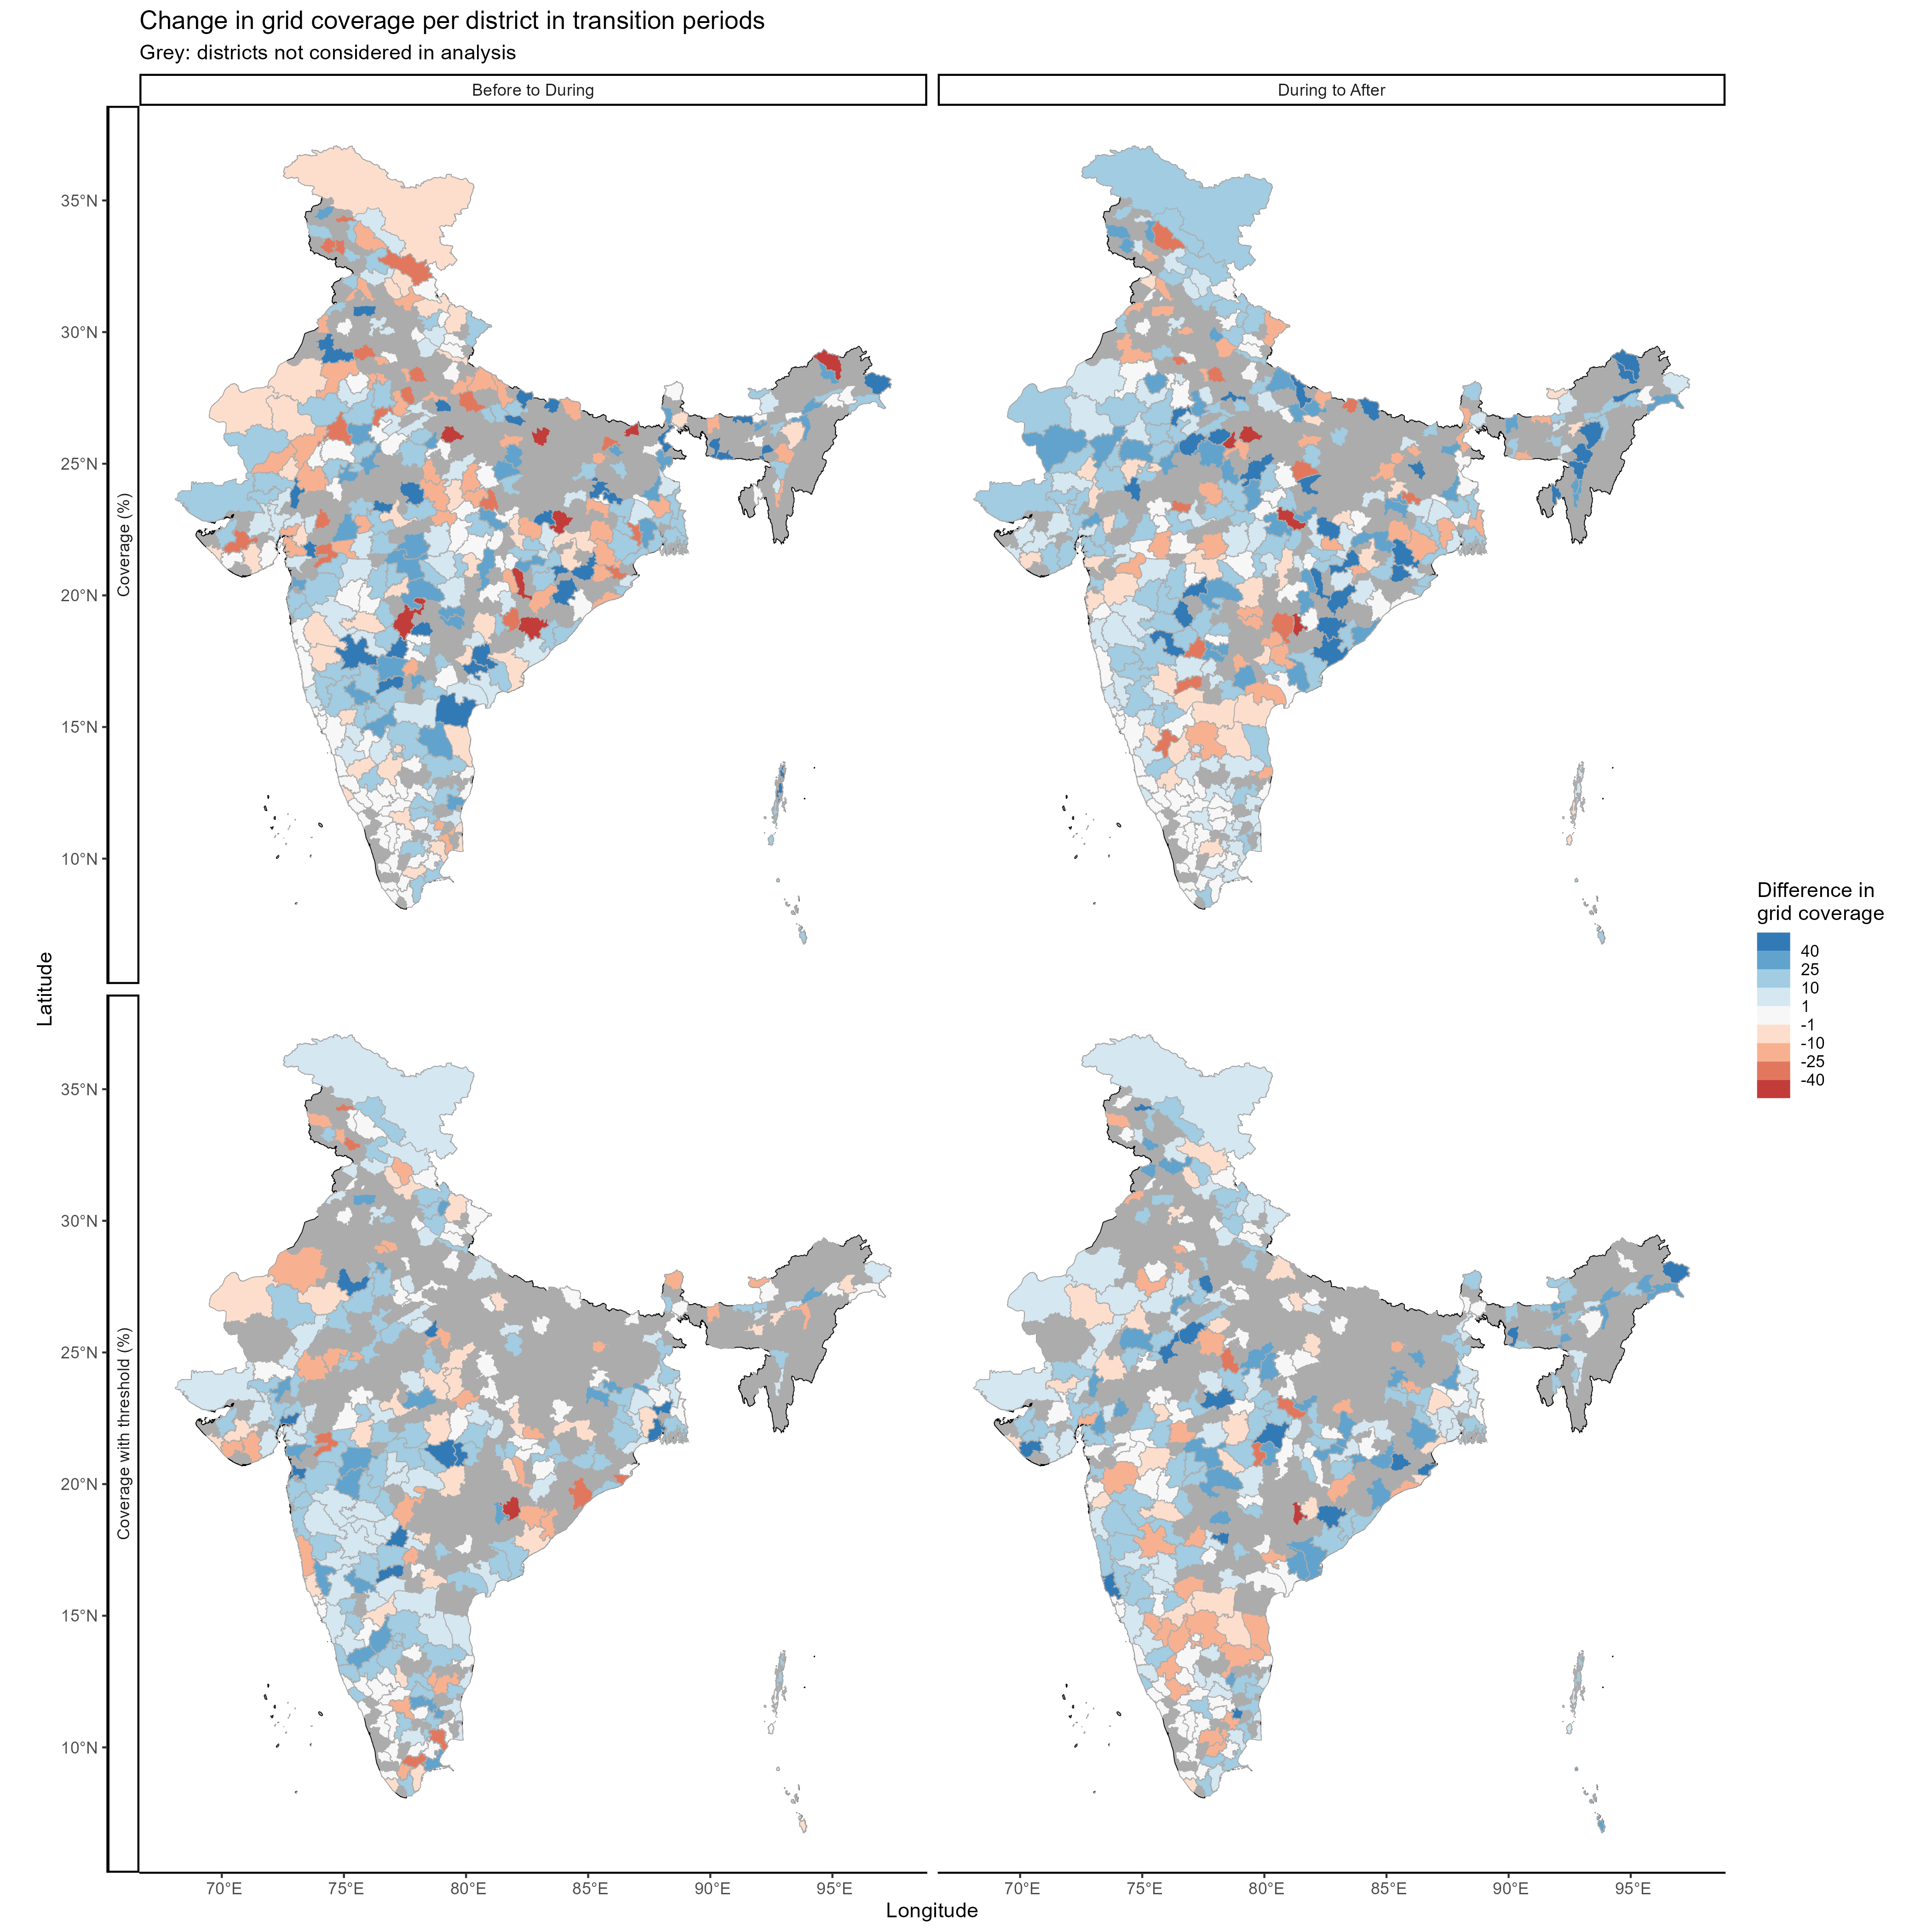 Change in grid coverage per district in transition periods
Grey: districts not considered in analysis
Before to During
During to After
Coverage (%)
35°N
30°N
25°N
20°N
15°N
10°N
Latitude
Coverage with threshold (%)
35°N
30°N
25°N
20°N
15°N
10°N
70°E 75°E 80°E 85°E 90°E 95°E
70°E 75°E 80°E 85°E 90°E 95°E
Longitude
Difference in
grid coverage
40
25
10
1
-1
-10
-25
-40